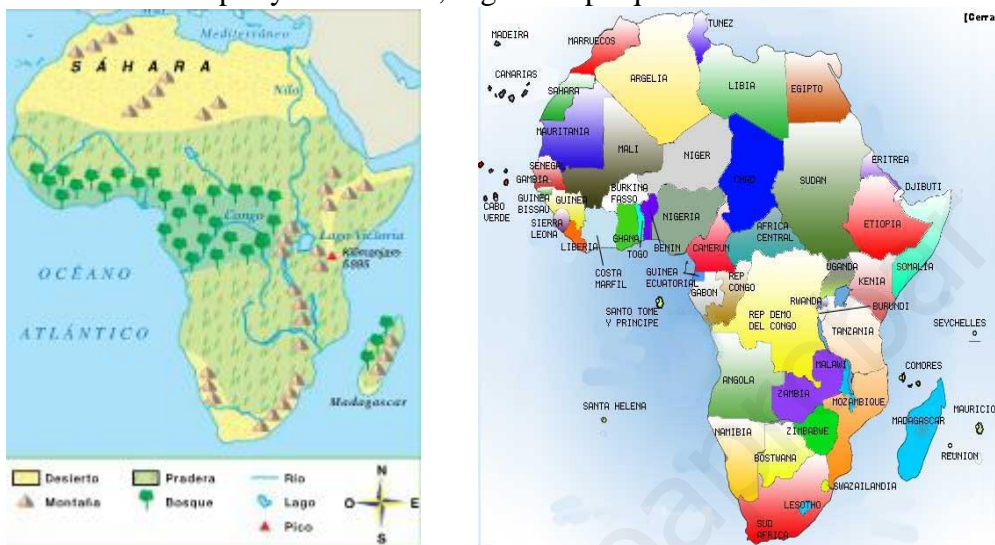 Mediterráneo
SÁHARA
Nilo
Congo
Lago Victoria
Kilimanjaro
5.895
OCÉANO
ATLÁNTICO
Madagascar
Desierto
Pradera
Río
Montaña
Bosque
Lago
Pico
N
O
E
S
[Cerra
MADEIRA
TUNEZ
MARRUECOS
CANARIAS
ARGELIA
LIBIA
EGIPTO
SAHARA
MAURITANIA
MALI
NIGER
CHAD
SUDAN
ERITREA
SENEGAL
GAMBIA
CABO
VERDE
GUINEA
BISSAU
GUINEA
BURKINA
FASSO
DJIBUTI
NIGERIA
ETIOPIA
SIERRA
LEONA
LIBERIA
GHANA
TOGO
BENIN
CAMERUN
AFRICA
CENTRAL
SOMALIA
COSTA
MARFIL
GUINEA
ECUATORIAL
GABON
REP
CONGO
UGANDA
KENIA
RWANDA
BURUNDI
SANTO TOME
Y PRINCIPE
REP DEMO
DEL CONGO
TANZANIA
SEYCHELLES
ANGOLA
MALAWI
COMORES
ZAMBIA
MOZAMBIQUE
SANTA HELENA
MADAGASCAR
MAURICIO
NAMIBIA
ZIMBABWE
REUNION
BOTSWANA
SWAZAILANDIA
LESOTHO
SUD
AFRICA